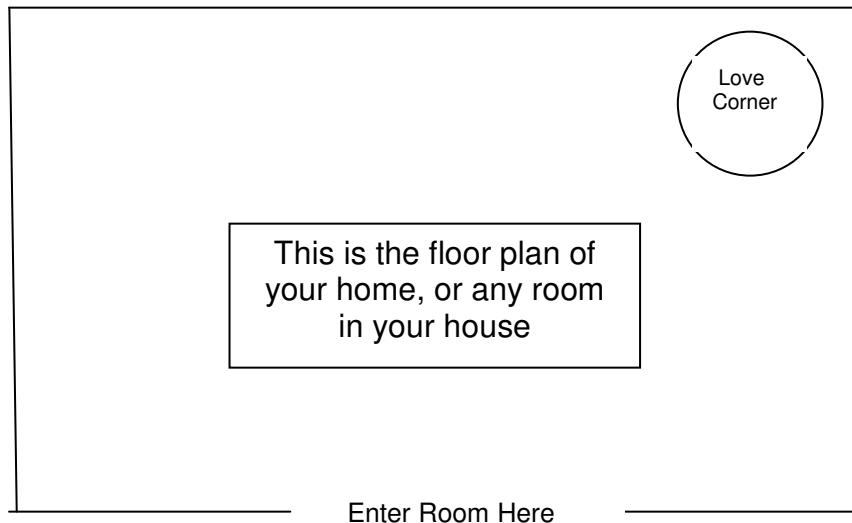 Love
Corner
This is the floor plan of
your home, or any room
in your house
Enter Room Here